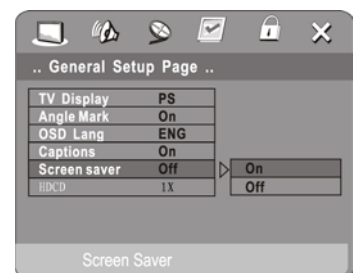 .. General Setup Page ..
TV Display PS
Angle Mark On
OSD Lang ENG
Captions On
Screen saver Off On
HDCD 1X Off
Screen Saver